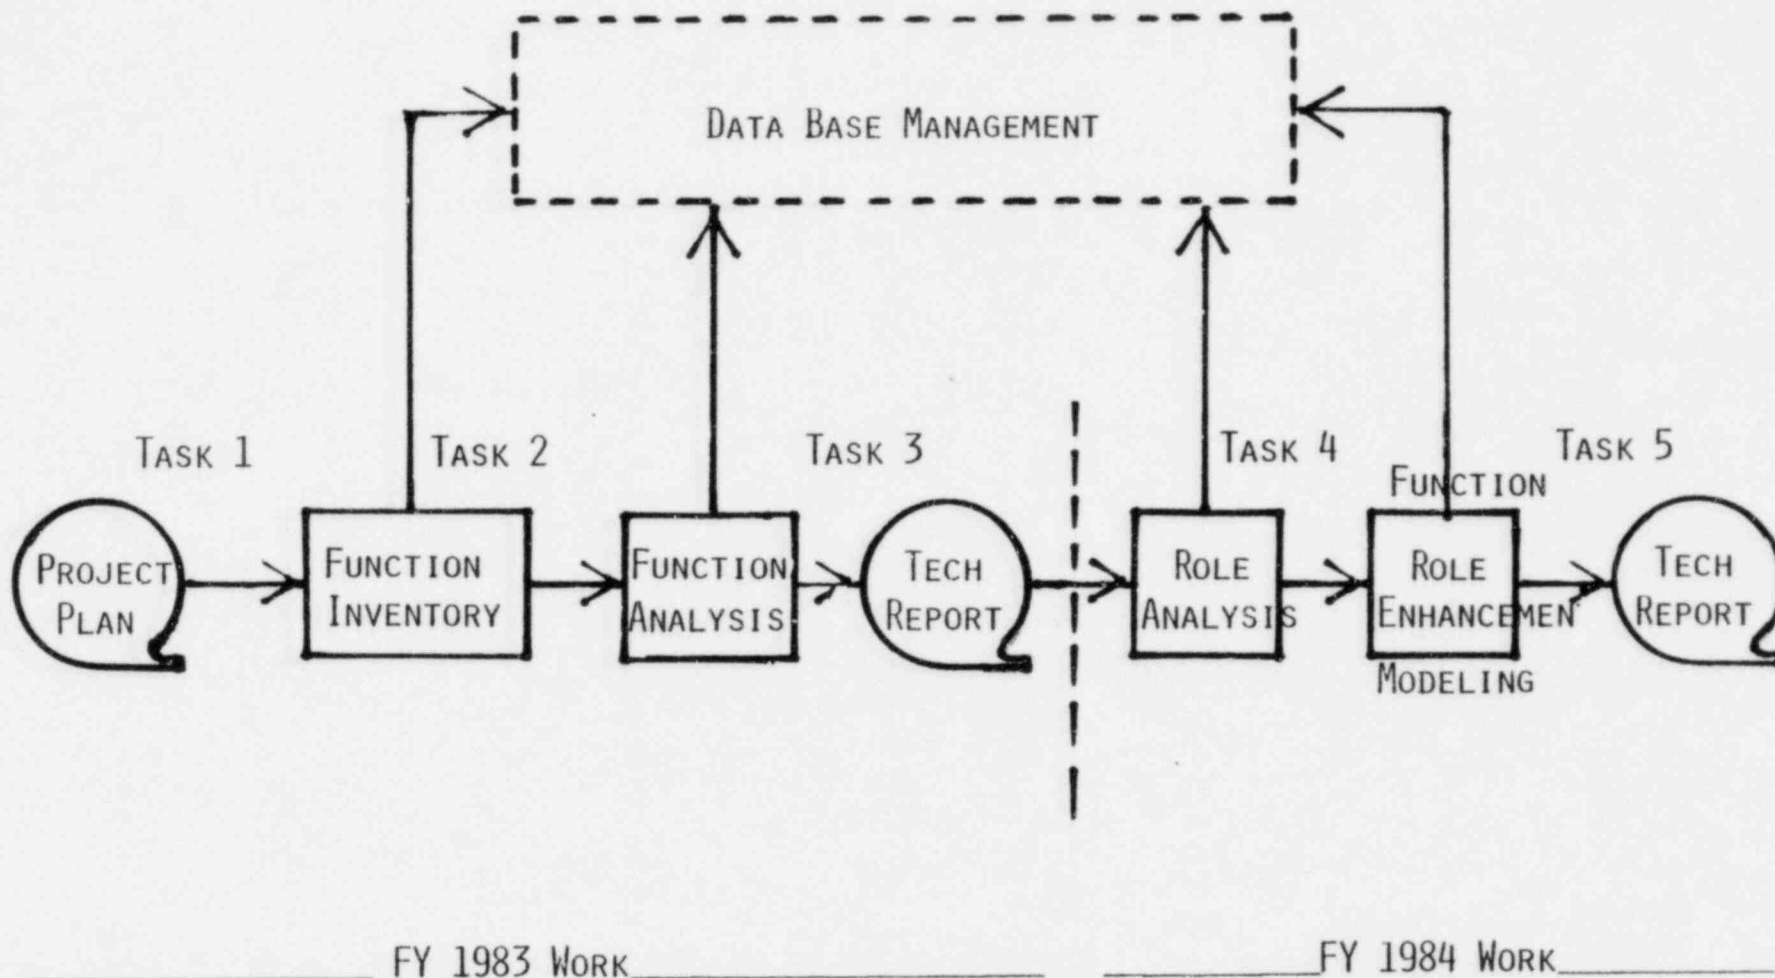 DATA BASE MANAGEMENT
TASK 1
TASK 2
TASK 3
TASK 4
TASK 5
PROJECT
PLAN
FUNCTION
INVENTORY
FUNCTION
ANALYSIS
TECH
REPORT
ROLE
ANALYSIS
FUNCTION
ROLE
ENHANCEMEN
MODELING
TECH
REPORT
FY 1983 WORK
FY 1984 WORK